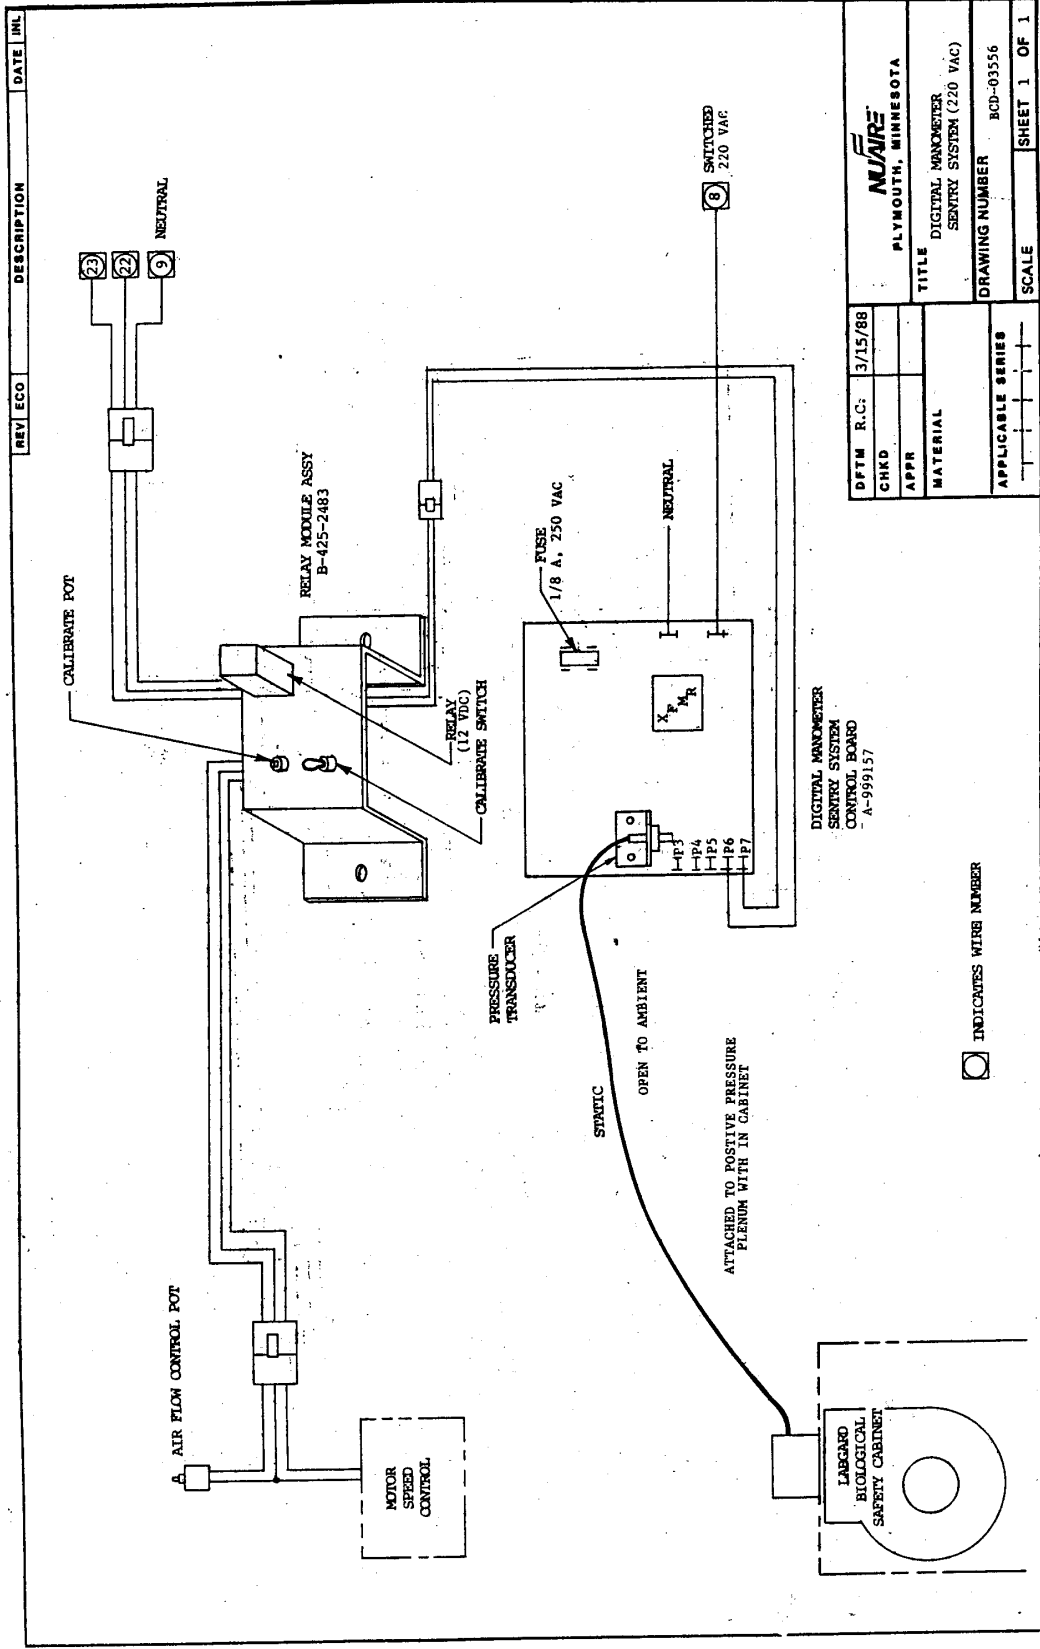 REV ECO DESCRIPTION DATE INL
CALIBRATE POT
23
22
9 NEUTRAL
RELAY MODULE ASSY
B-425-2483
AIR FLOW CONTROL POT
RELAY
(12 VDC)
CALIBRATE SWITCH
MOTOR
SPEED
CONTROL
PRESSURE
TRANSDUCER
FUSE
1/8 A, 250 VAC
NEUTRAL
8 SWITCHED
220 VAC
XFMR
P3
P4
P5
P6
P7
STATIC
OPEN TO AMBIENT
ATTACHED TO POSTIVE PRESSURE
PLENUM WITH IN CABINET
DIGITAL MANOMETER
SENTRY SYSTEM
CONTROL BOARD
A-999157
LABGARD
BIOLOGICAL
SAFETY CABINET
INDICATES WIRE NUMBER
DFTM R.C. 3/15/88
CHKD
APPR
MATERIAL
APPLICABLE SERIES
NUAIRE
PLYMOUTH, MINNESOTA
TITLE
DIGITAL MANOMETER
SENTRY SYSTEM (220 VAC)
DRAWING NUMBER
BCD-03556
SCALE
SHEET 1 OF 1